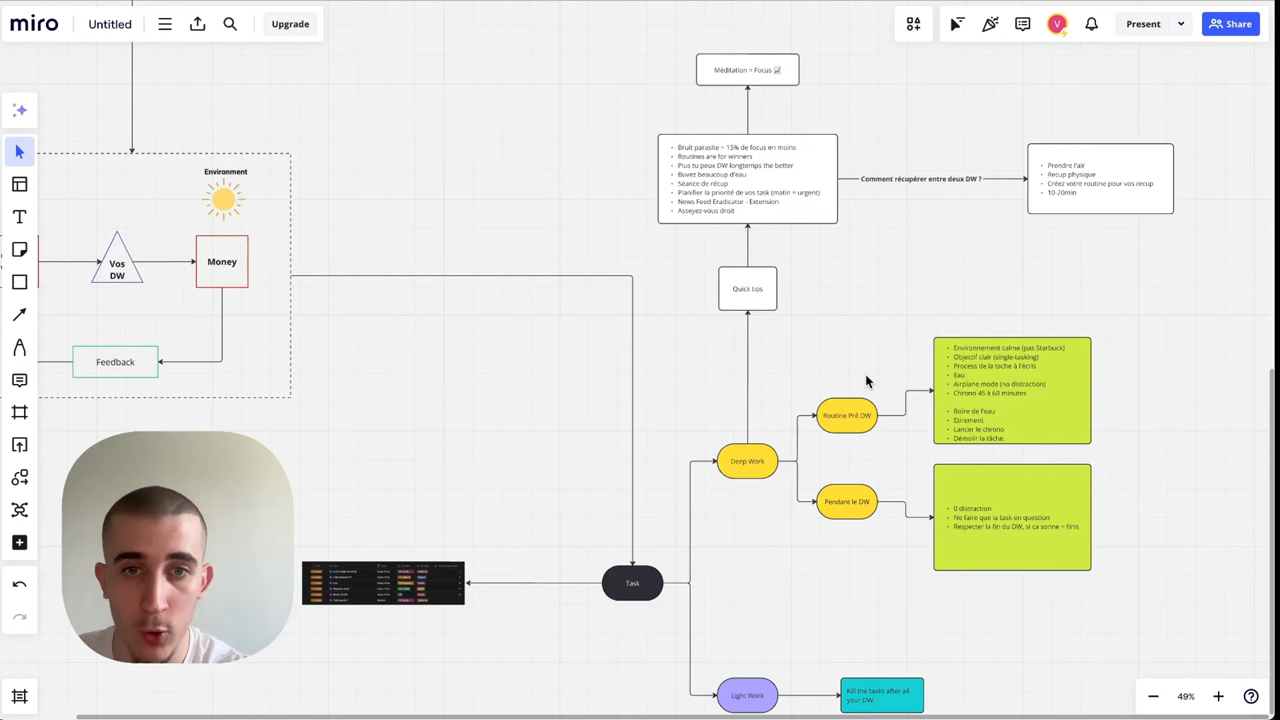 miro
Untitled
Upgrade
V
Present
Share
Méditation = Focus 📈
Bruit parasite = 15% de focus en moins
Routines are for winners
Plus tu peux DW longtemps the better
Buvez beaucoup d'eau
Séance de récup
Planifier la priorité de vos task (matin = urgent)
News Feed Eradicator - Extension
Asseyez-vous droit
Comment récupérer entre deux DW ?
Prendre l'air
Recup physique
Créez votre routine pour vos recup
10-20min
Environment
Vos
DW
Money
Feedback
Quick tips
Environnement calme (pas Starbuck)
Objectif clair (single-tasking)
Process de la tache à l'écris
Eau
Airplane mode (no distraction)
Chrono 45 à 60 minutes
Boire de l'eau
Etirement
Lancer le chrono
Démolir la tâche.
Routine Pré DW
Deep Work
Pendant le DW
0 distraction
Ne faire que la task en question
Respecter la fin du DW, si ca sonne = finis
Task
Light Work
Kill the tasks after all
your DW.
49%